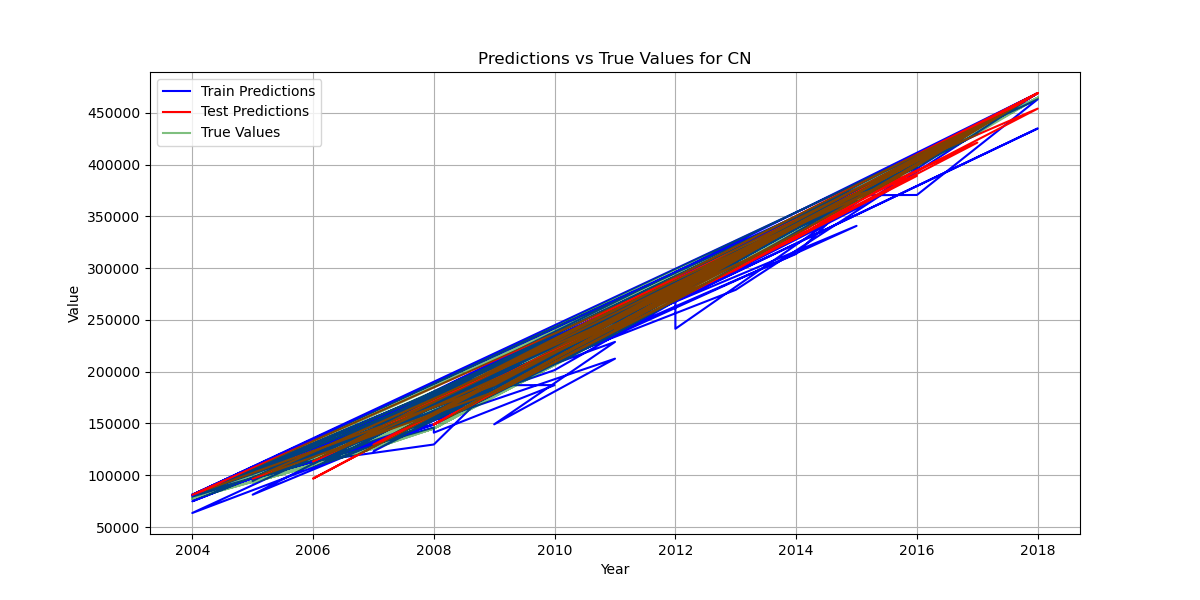 Predictions vs True Values for CN
Train Predictions
Test Predictions
True Values
Value
450000
400000
350000
300000
250000
200000
150000
100000
50000
2004 2006 2008 2010 2012 2014 2016 2018
Year